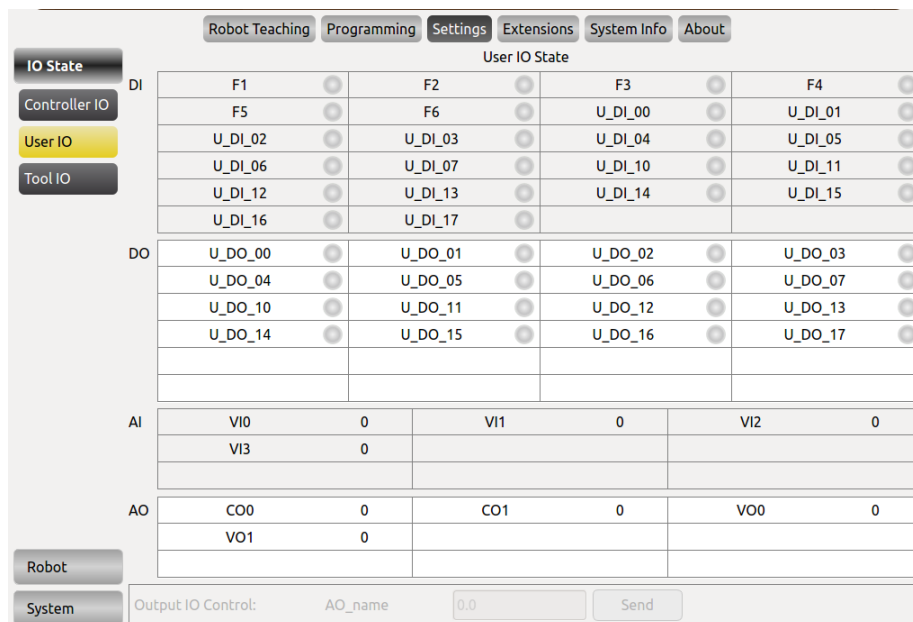 Robot Teaching Programming Settings Extensions System Info About
User IO State
IO State
Controller IO
User IO
Tool IO
DI F1 F2 F3 F4
F5 F6 U_DI_00 U_DI_01
U_DI_02 U_DI_03 U_DI_04 U_DI_05
U_DI_06 U_DI_07 U_DI_10 U_DI_11
U_DI_12 U_DI_13 U_DI_14 U_DI_15
U_DI_16 U_DI_17
DO U_DO_00 U_DO_01 U_DO_02 U_DO_03
U_DO_04 U_DO_05 U_DO_06 U_DO_07
U_DO_10 U_DO_11 U_DO_12 U_DO_13
U_DO_14 U_DO_15 U_DO_16 U_DO_17
AI VI0 0 VI1 0 VI2 0
VI3 0
AO CO0 0 CO1 0 VO0 0
VO1 0
Robot
System
Output IO Control: AO_name 0.0 Send